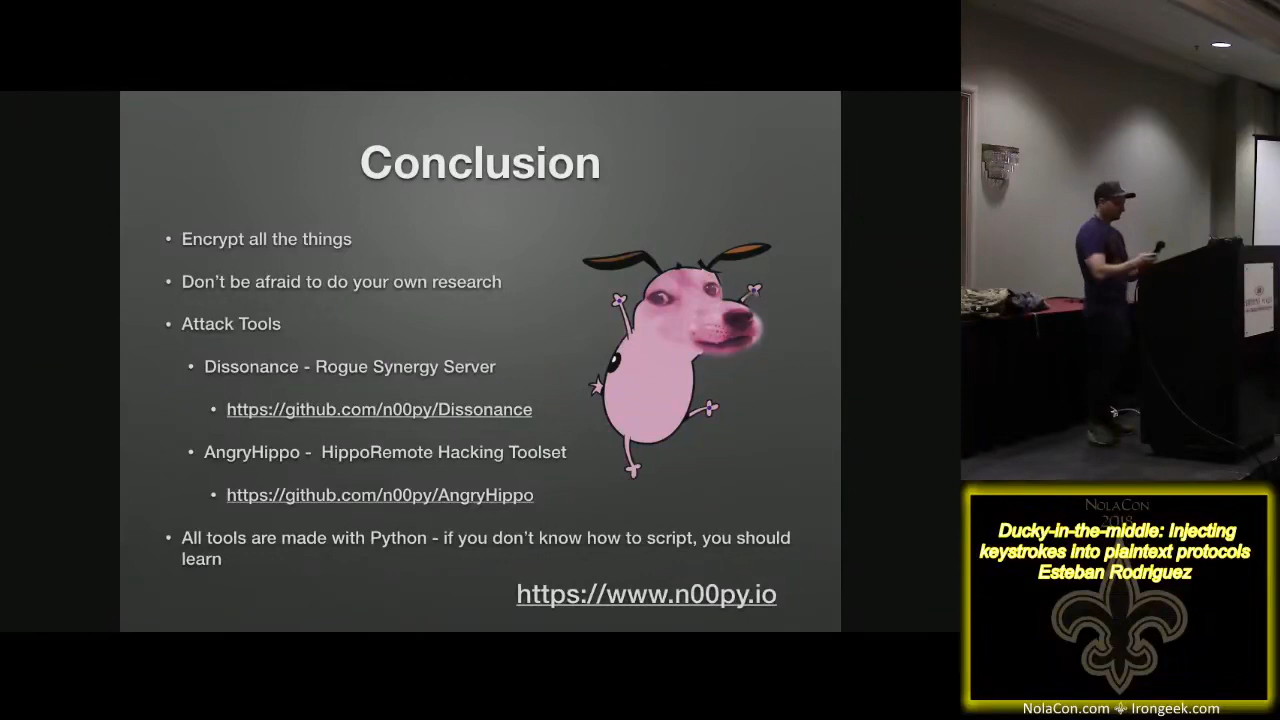 Conclusion
• Encrypt all the things
• Don't be afraid to do your own research
• Attack Tools
• Dissonance - Rogue Synergy Server
• https://github.com/n00py/Dissonance
• AngryHippo - HippoRemote Hacking Toolset
• https://github.com/n00py/AngryHippo
• All tools are made with Python - if you don't know how to script, you should
learn
https://www.n00py.io
NOLACON
2018
Ducky-in-the-middle: Injecting
keystrokes into plaintext protocols
Esteban Rodriguez
NolaCon.com ⚜ Irongeek.com